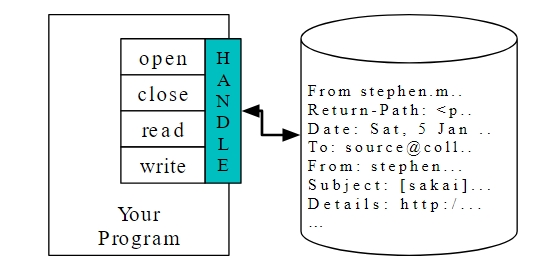 open
close
read
write
HANDLE
Your
Program
From stephen.m..
Return-Path: <p..
Date: Sat, 5 Jan ..
To: source@coll..
From: stephen...
Subject: [sakai]...
Details: http:/...
...